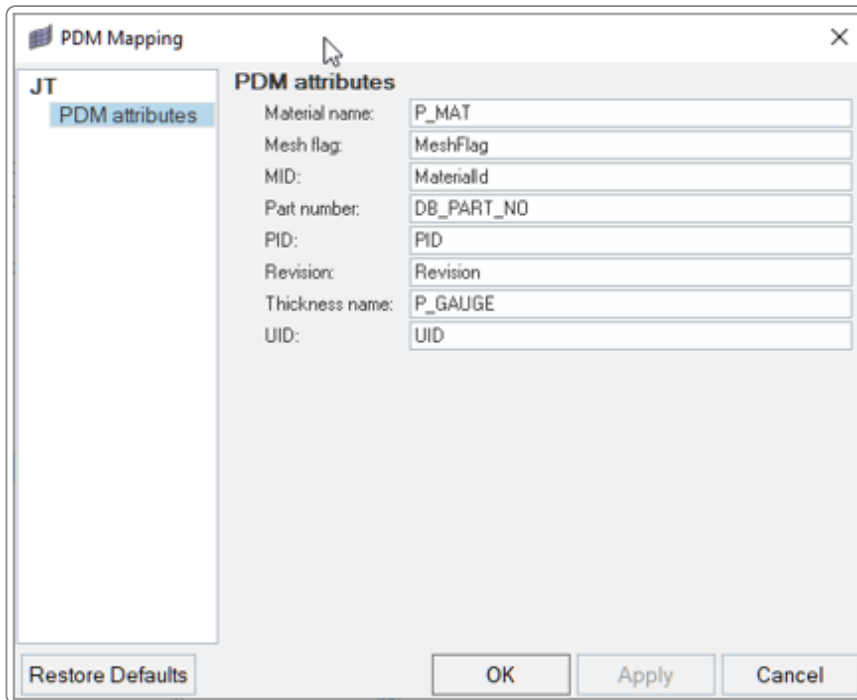 PDM Mapping
JT
PDM attributes
PDM attributes
Material name: P_MAT
Mesh flag: MeshFlag
MID: MaterialId
Part number: DB_PART_NO
PID: PID
Revision: Revision
Thickness name: P_GAUGE
UID: UID
Restore Defaults OK Apply Cancel